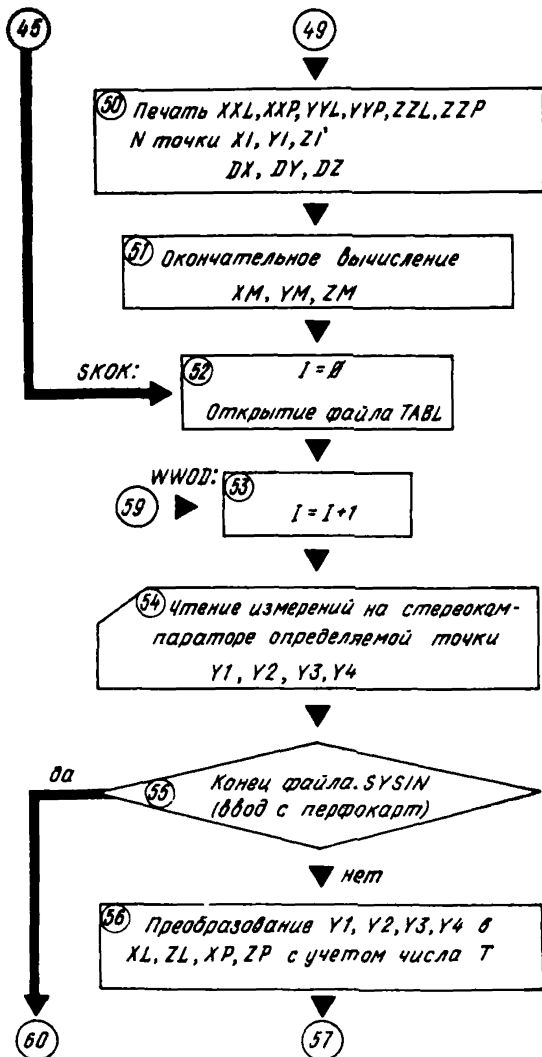 45
49
50 Печать XXL, XXP, YYL, YYP, ZZL, ZZP
N точки XI, YI, ZI
DX, DY, DZ
51 Окончательное вычисление
XM, YM, ZM
SKOK:
52 I = Ø
Открытие файла TABL
WWOD:
59
53
I = I+1
54 Чтение измерений на стереоком-
параторе определяемой точки
Y1, Y2, Y3, Y4
да
55 Конец файла. SYSIN
(ввод с перфокарт)
нет
56 Преобразование Y1, Y2, Y3, Y4 в
XL, ZL, XP, ZP с учетом числа T
60
57